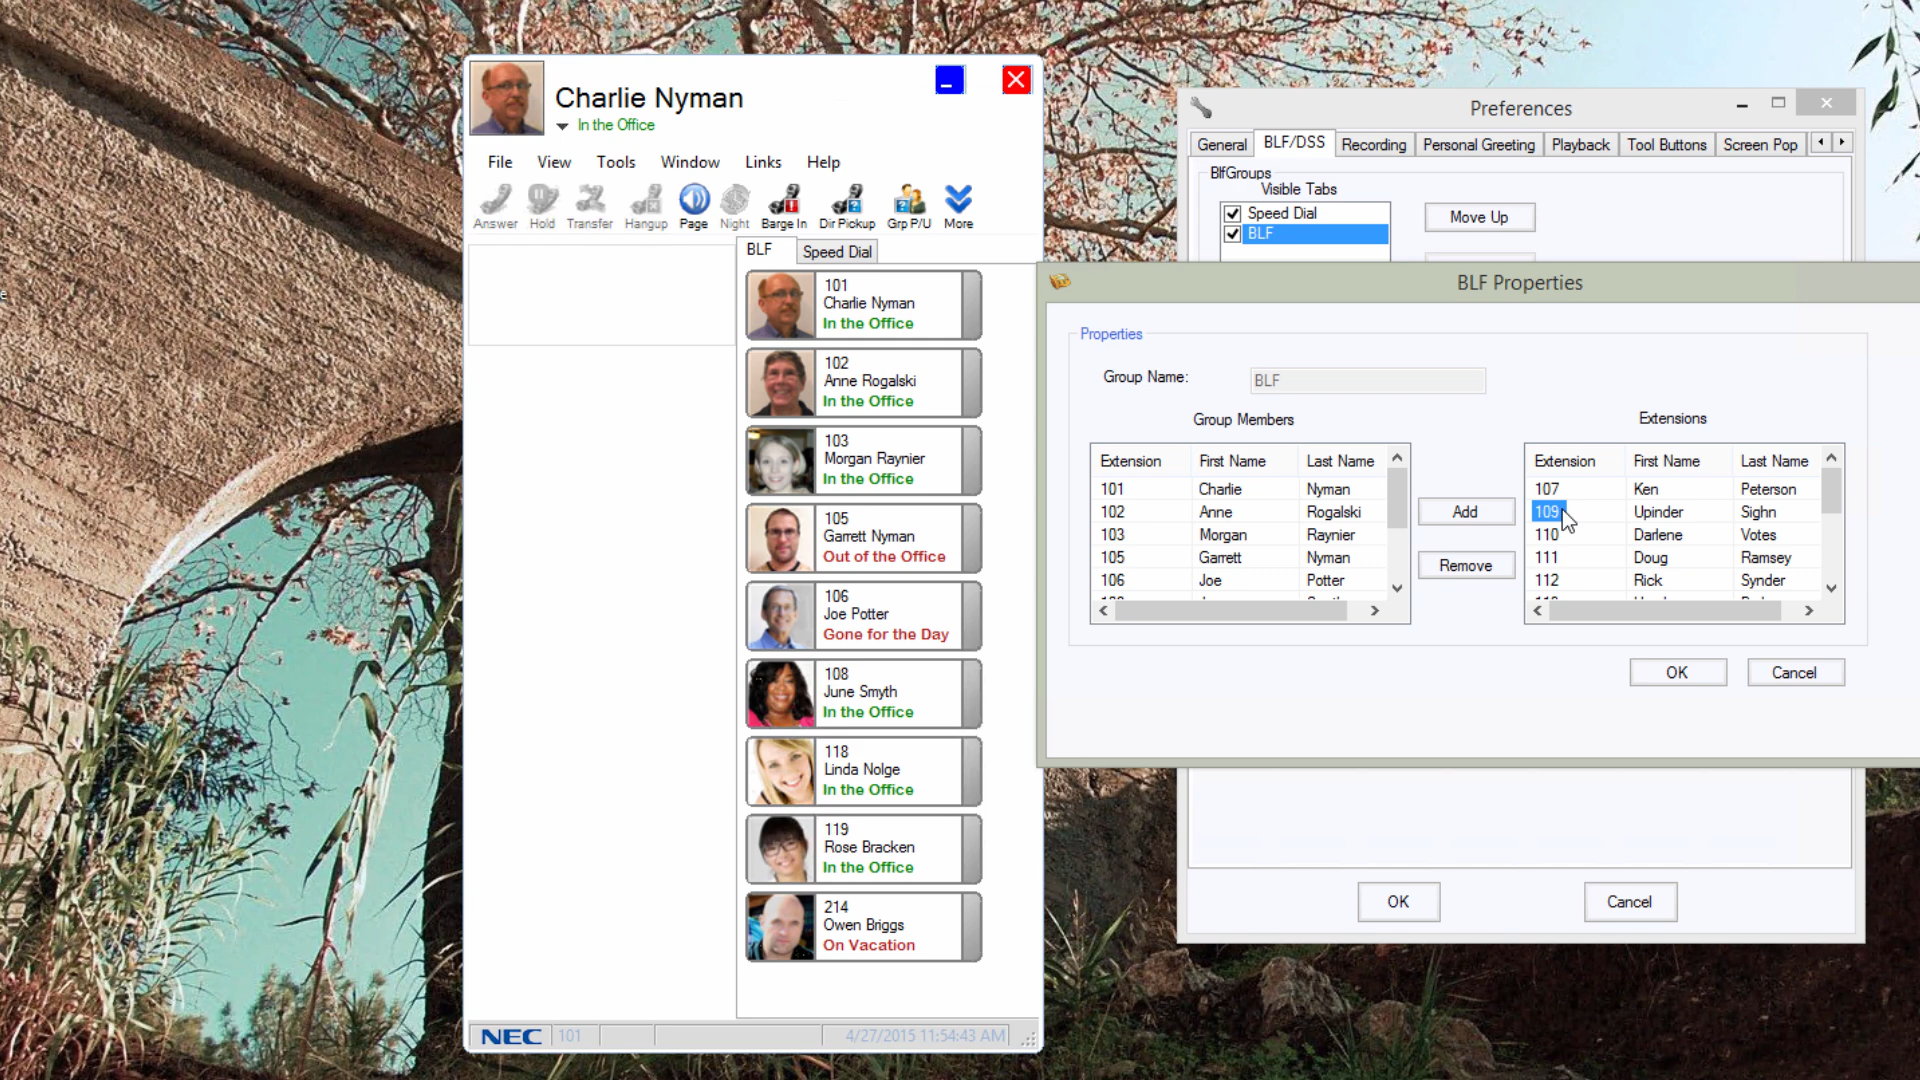 e
Charlie Nyman
In the Office
File View Tools Window Links Help
Answer Hold Transfer Hangup Page Night Barge In Dir Pickup Grp P/U More
BLF Speed Dial
101
Charlie Nyman
In the Office
102
Anne Rogalski
In the Office
103
Morgan Raynier
In the Office
105
Garrett Nyman
Out of the Office
106
Joe Potter
Gone for the Day
108
June Smyth
In the Office
118
Linda Nolge
In the Office
119
Rose Bracken
In the Office
214
Owen Briggs
On Vacation
NEC 101 4/27/2015 11:54:43 AM
Preferences
General BLF/DSS Recording Personal Greeting Playback Tool Buttons Screen Pop
BlfGroups
Visible Tabs
Speed Dial
BLF
Move Up
BLF Properties
Properties
Group Name: BLF
Group Members
Extension First Name Last Name
101 Charlie Nyman
102 Anne Rogalski
103 Morgan Raynier
105 Garrett Nyman
106 Joe Potter
Add
Remove
Extensions
Extension First Name Last Name
107 Ken Peterson
109 Upinder Sighn
110 Darlene Votes
111 Doug Ramsey
112 Rick Synder
OK Cancel
OK Cancel